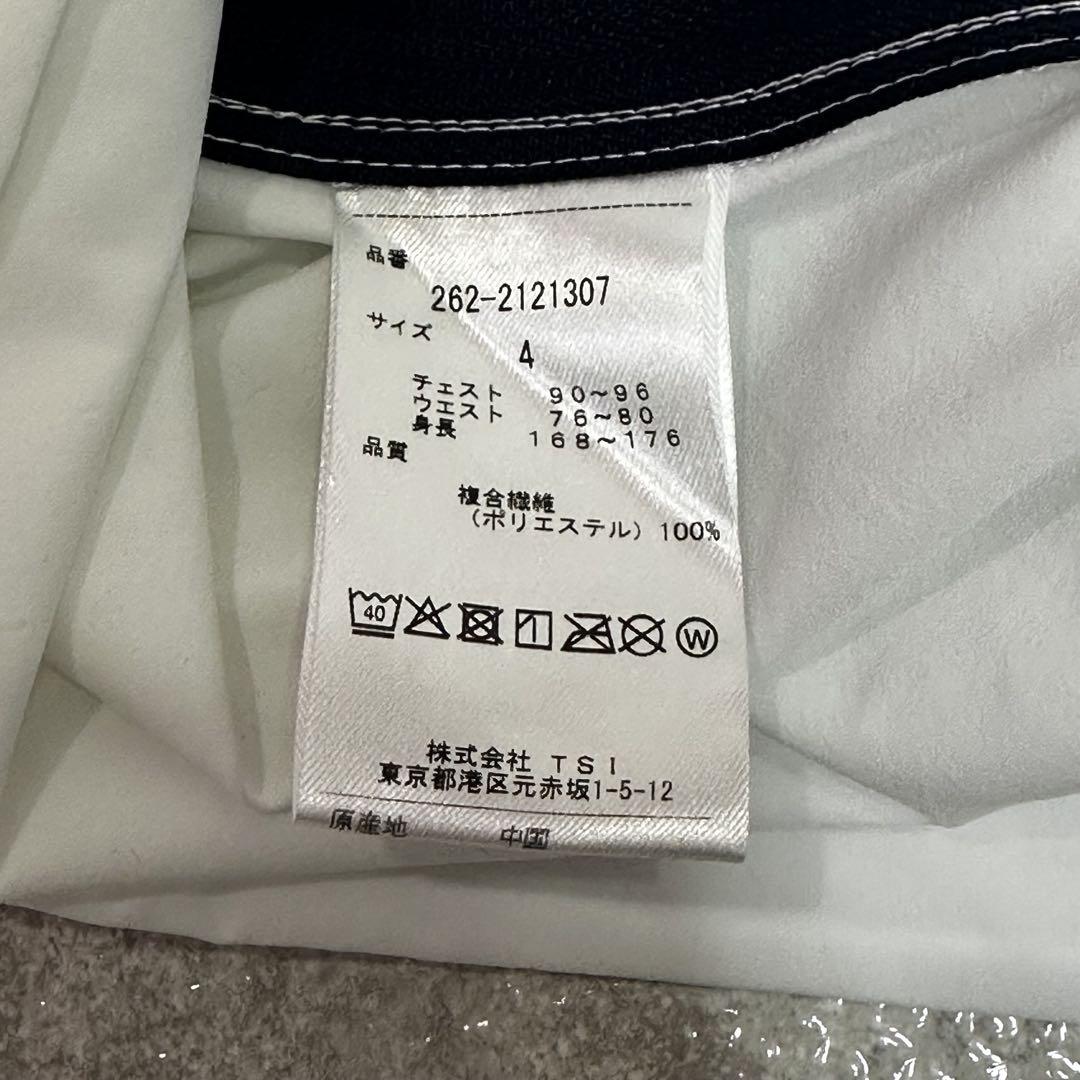 品番
262-2121307
サイズ
4
チェスト 90~96
ウエスト 76~80
身長 168~176
品質
複合繊維
(ポリエステル) 100%
40 1 W
株式会社 TSI
東京都港区元赤坂1-5-12
原産地 中国